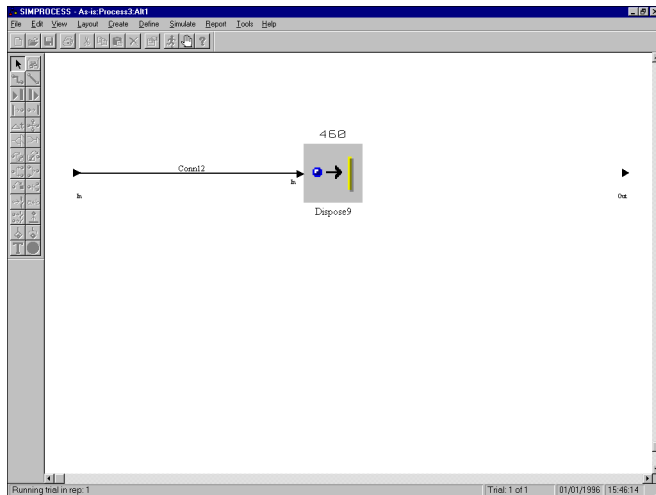 SIMPROCESS - As-is:Process3:Alt1
File Edit View Layout Create Define Simulate Report Tools Help
460
Conn12
In
In
Out
Dispose9
Running trial in rep: 1
Trial: 1 of 1
01/01/1996
15:46:14